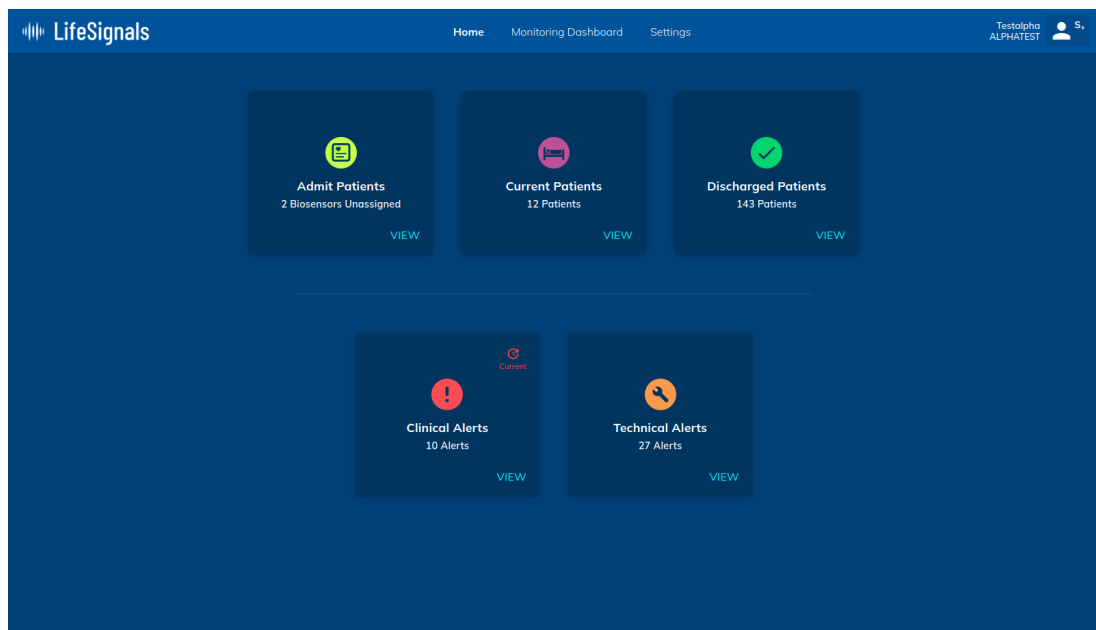 LifeSignals
Home Monitoring Dashboard Settings
Testalpha
ALPHATEST
S+
Admit Patients
2 Biosensors Unassigned
VIEW
Current Patients
12 Patients
VIEW
Discharged Patients
143 Patients
VIEW
Current
Clinical Alerts
10 Alerts
VIEW
Technical Alerts
27 Alerts
VIEW